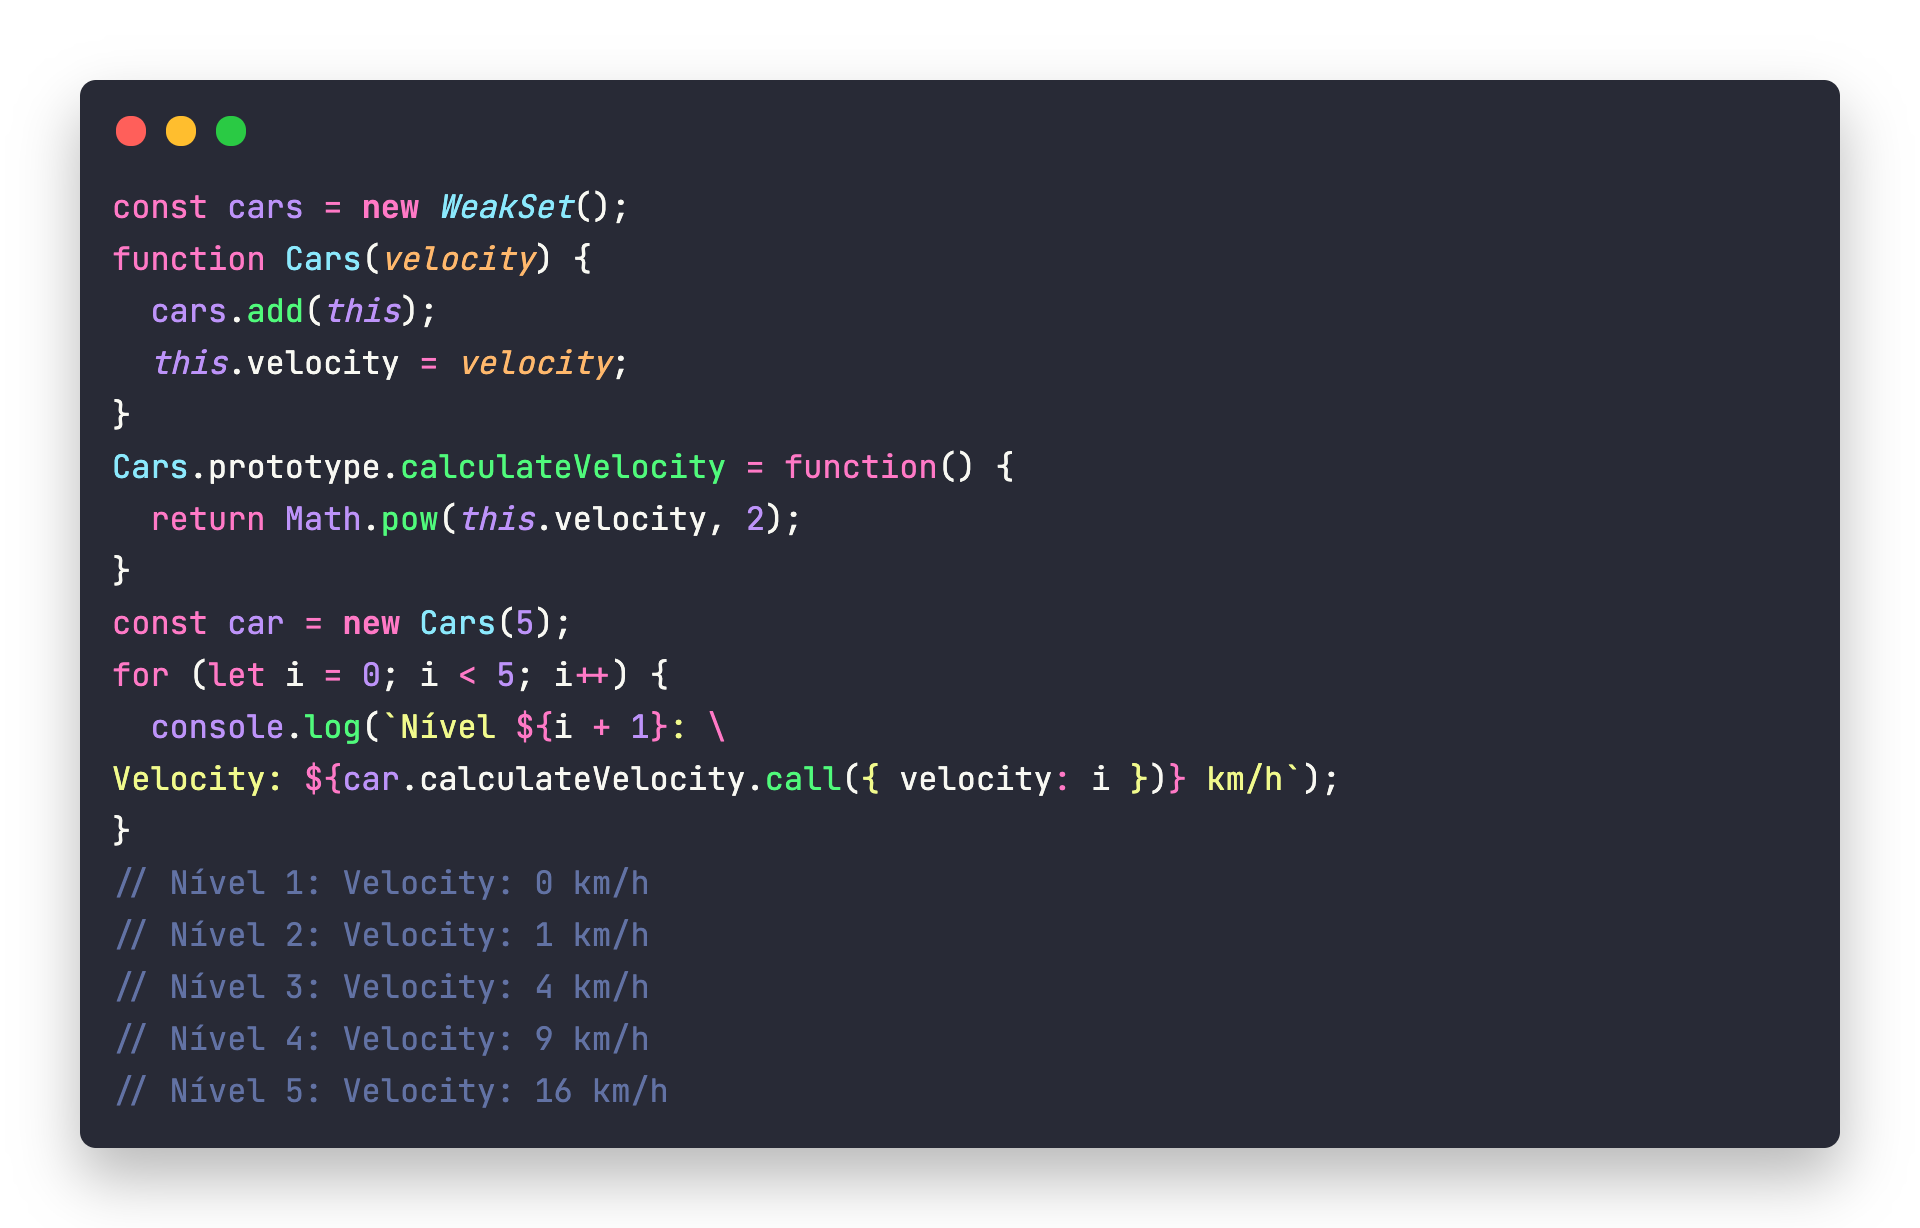 const cars = new WeakSet();
function Cars(velocity) {
  cars.add(this);
  this.velocity = velocity;
}
Cars.prototype.calculateVelocity = function() {
  return Math.pow(this.velocity, 2);
}
const car = new Cars(5);
for (let i = 0; i < 5; i++) {
  console.log(`Nível ${i + 1}: \
Velocity: ${car.calculateVelocity.call({ velocity: i })} km/h`);
}
// Nível 1: Velocity: 0 km/h
// Nível 2: Velocity: 1 km/h
// Nível 3: Velocity: 4 km/h
// Nível 4: Velocity: 9 km/h
// Nível 5: Velocity: 16 km/h